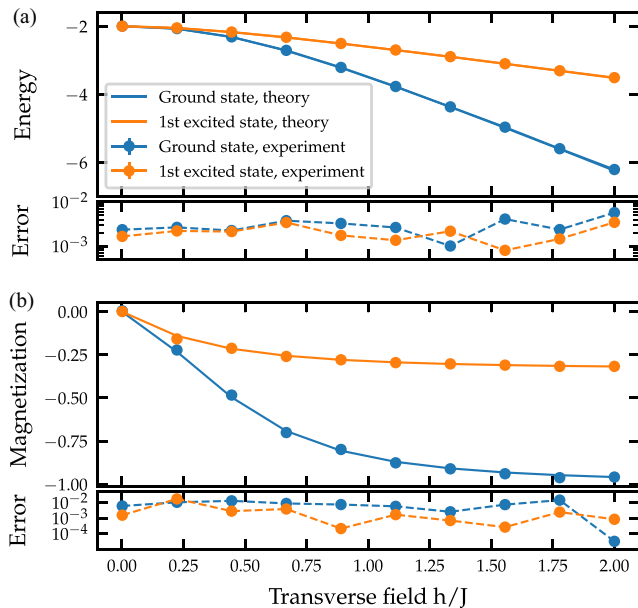 (a)
−2
−4
−6
Energy
Ground state, theory
1st excited state, theory
Ground state, experiment
1st excited state, experiment
10⁻²
10⁻³
Error
(b)
0.00
−0.25
−0.50
−0.75
−1.00
Magnetization
10⁻²
10⁻³
10⁻⁴
Error
0.00 0.25 0.50 0.75 1.00 1.25 1.50 1.75 2.00
Transverse field h/J